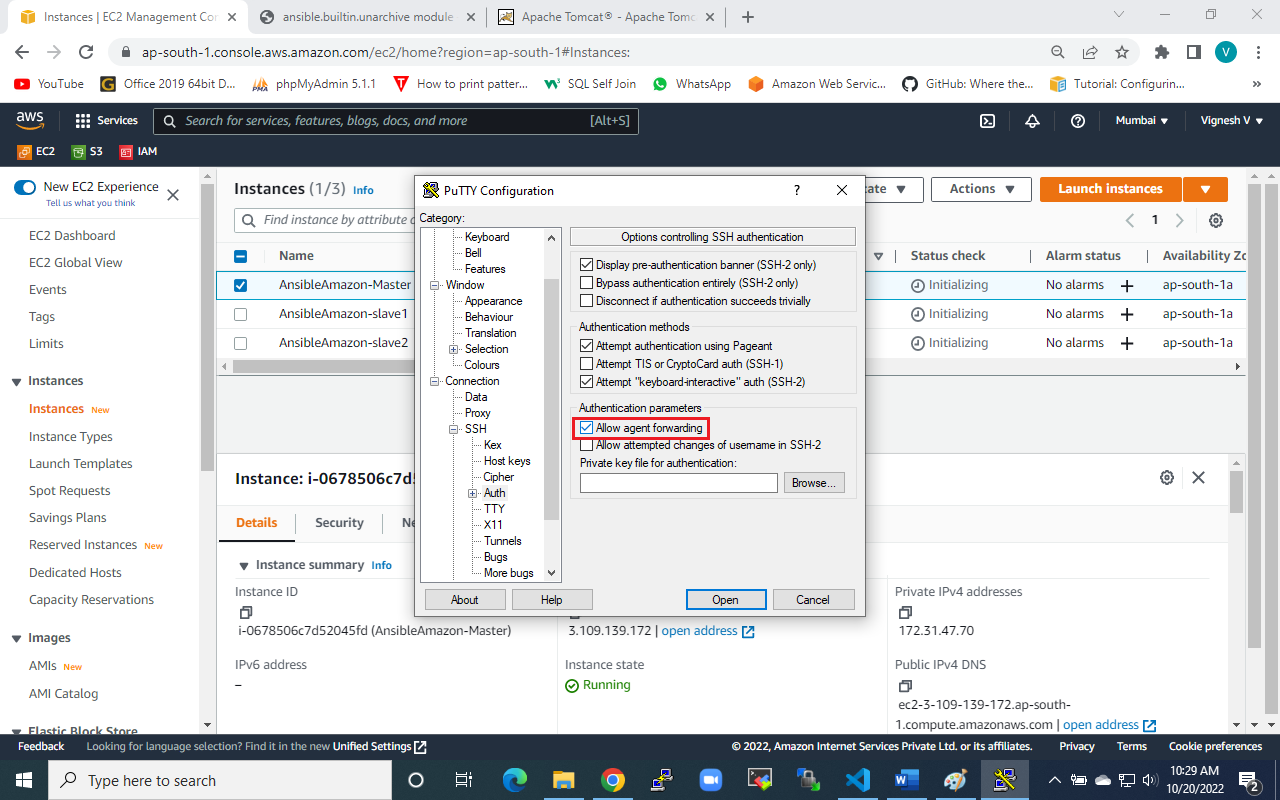 Instances | EC2 Management Con
ansible.builtin.unarchive module
Apache Tomcat® - Apache Tomc
ap-south-1.console.aws.amazon.com/ec2/home?region=ap-south-1#Instances:
V
YouTube
Office 2019 64bit D...
phpMyAdmin 5.1.1
How to print patter...
SQL Self Join
WhatsApp
Amazon Web Servic...
GitHub: Where the...
Tutorial: Configurin...
aws
Services
Search for services, features, blogs, docs, and more
[Alt+S]
Mumbai
Vignesh V
EC2
S3
IAM
New EC2 Experience
Tell us what you think
EC2 Dashboard
EC2 Global View
Events
Tags
Limits
Instances
Instances New
Instance Types
Launch Templates
Spot Requests
Savings Plans
Reserved Instances New
Dedicated Hosts
Capacity Reservations
Images
AMIs New
AMI Catalog
Elastic Block Store
Instances (1/3) Info
Actions
Launch instances
Find instance by attribute
1
Name
Status check
Alarm status
Availability Zo
AnsibleAmazon-Master
Initializing
No alarms
ap-south-1a
AnsibleAmazon-slave1
Initializing
No alarms
ap-south-1a
AnsibleAmazon-slave2
Initializing
No alarms
ap-south-1a
PuTTY Configuration
?
Category:
Keyboard
Bell
Features
Window
Appearance
Behaviour
Translation
Selection
Colours
Connection
Data
Proxy
SSH
Kex
Host keys
Cipher
Auth
TTY
X11
Tunnels
Bugs
More bugs
Options controlling SSH authentication
Display pre-authentication banner (SSH-2 only)
Bypass authentication entirely (SSH-2 only)
Disconnect if authentication succeeds trivially
Authentication methods
Attempt authentication using Pageant
Attempt TIS or CryptoCard auth (SSH-1)
Attempt "keyboard-interactive" auth (SSH-2)
Authentication parameters
Allow agent forwarding
Allow attempted changes of username in SSH-2
Private key file for authentication:
Browse...
About
Help
Open
Cancel
Instance: i-0678506c7d5
Details
Security
Ne
Instance summary Info
Instance ID
i-0678506c7d52045fd (AnsibleAmazon-Master)
IPv6 address
–
3.109.139.172 | open address
Instance state
Running
Private IPv4 addresses
172.31.47.70
Public IPv4 DNS
ec2-3-109-139-172.ap-south-
1.compute.amazonaws.com | open address
Feedback
Looking for language selection? Find it in the new Unified Settings
© 2022, Amazon Internet Services Private Ltd. or its affiliates.
Privacy
Terms
Cookie preferences
Type here to search
10:29 AM
10/20/2022
2